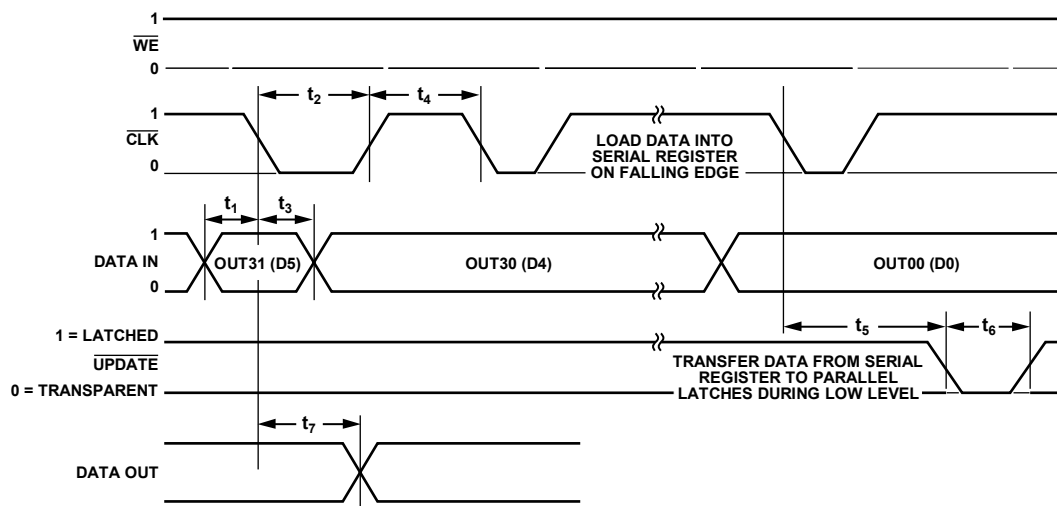 1
WE
0
t2
t4
1
CLK
0
LOAD DATA INTO
SERIAL REGISTER
ON FALLING EDGE
t1
t3
1
DATA IN
0
OUT31 (D5)
OUT30 (D4)
OUT00 (D0)
t5
t6
1 = LATCHED
UPDATE
0 = TRANSPARENT
TRANSFER DATA FROM SERIAL
REGISTER TO PARALLEL
LATCHES DURING LOW LEVEL
t7
DATA OUT